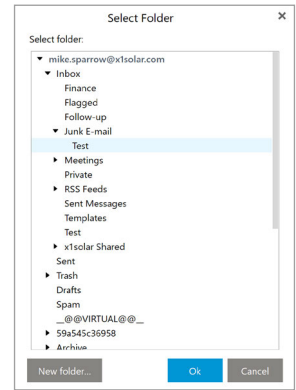 Select Folder
Select folder:
mike.sparrow@x1solar.com
Inbox
Finance
Flagged
Follow-up
Junk E-mail
Test
Meetings
Private
RSS Feeds
Sent Messages
Templates
Test
x1solar Shared
Sent
Trash
Drafts
Spam
__@@VIRTUAL@@__
59a545c36958
Archive
New folder...
Ok
Cancel